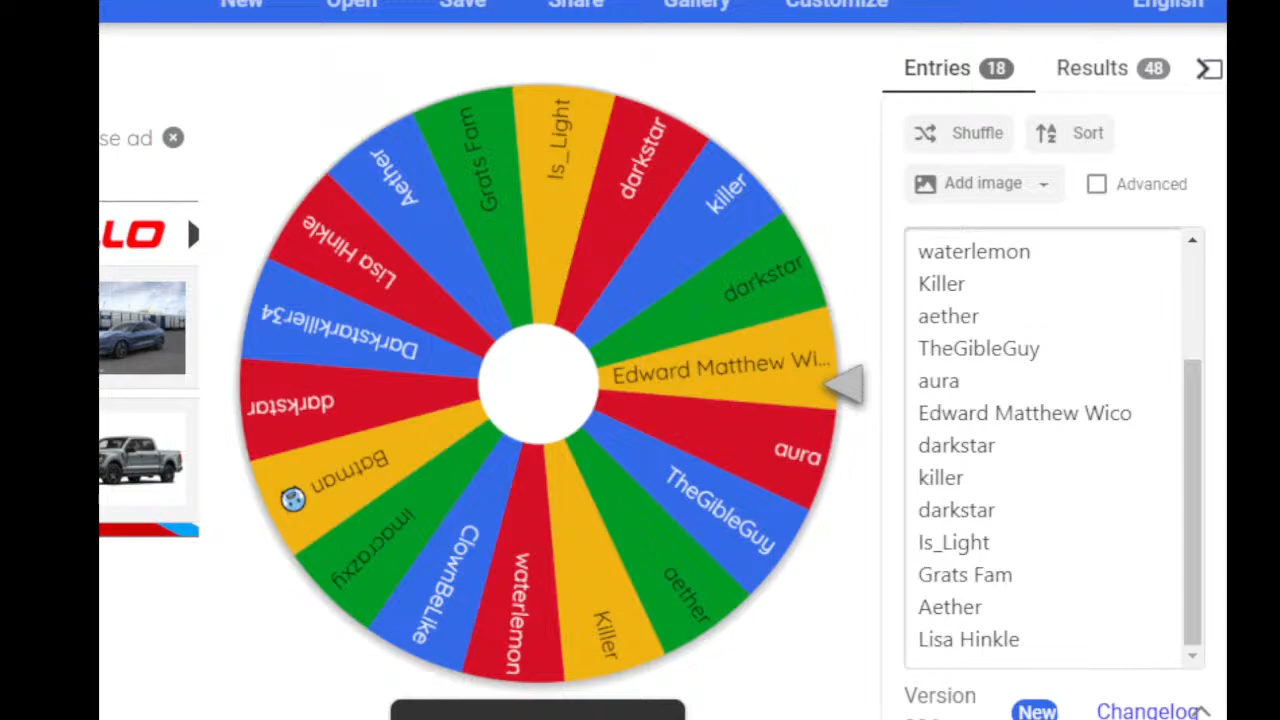 New Open Save Share Gallery Customize English
Entries 18 Results 48
se ad
Shuffle Sort
Add image Advanced
LO
waterlemon
Killer
aether
TheGibleGuy
aura
Edward Matthew Wico
darkstar
killer
darkstar
Is_Light
Grats Fam
Aether
Lisa Hinkle
Is_Light
darkstar
killer
darkstar
Edward Matthew Wi...
aura
TheGibleGuy
aether
Killer
waterlemon
ClownBeLike
imacrazxy
Batman
darkstar
Darkstarkiller34
Lisa Hinkle
Aether
Grats Fam
Version
New Changelog